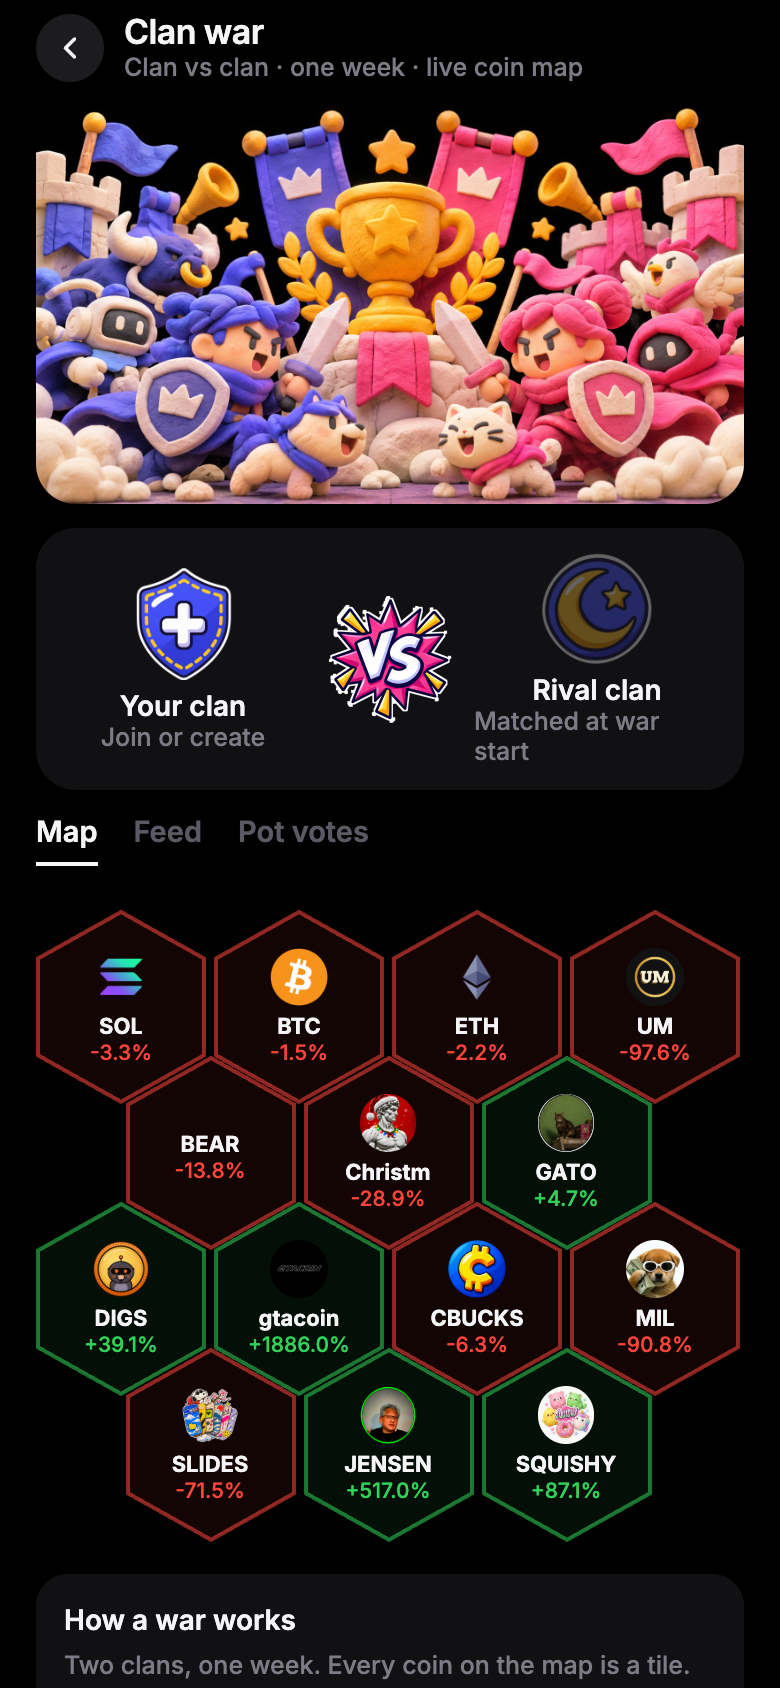 Clan war
Clan vs clan · one week · live coin map
VS
Your clan
Join or create
Rival clan
Matched at war
start
Map Feed Pot votes
SOL
-3.3%
BTC
-1.5%
ETH
-2.2%
UM
UM
-97.6%
BEAR
-13.8%
Christm
-28.9%
GATO
+4.7%
DIGS
+39.1%
GTACOIN
gtacoin
+1886.0%
CBUCKS
-6.3%
MIL
-90.8%
SLIDES
-71.5%
JENSEN
+517.0%
SQUISHY
+87.1%
How a war works
Two clans, one week. Every coin on the map is a tile.